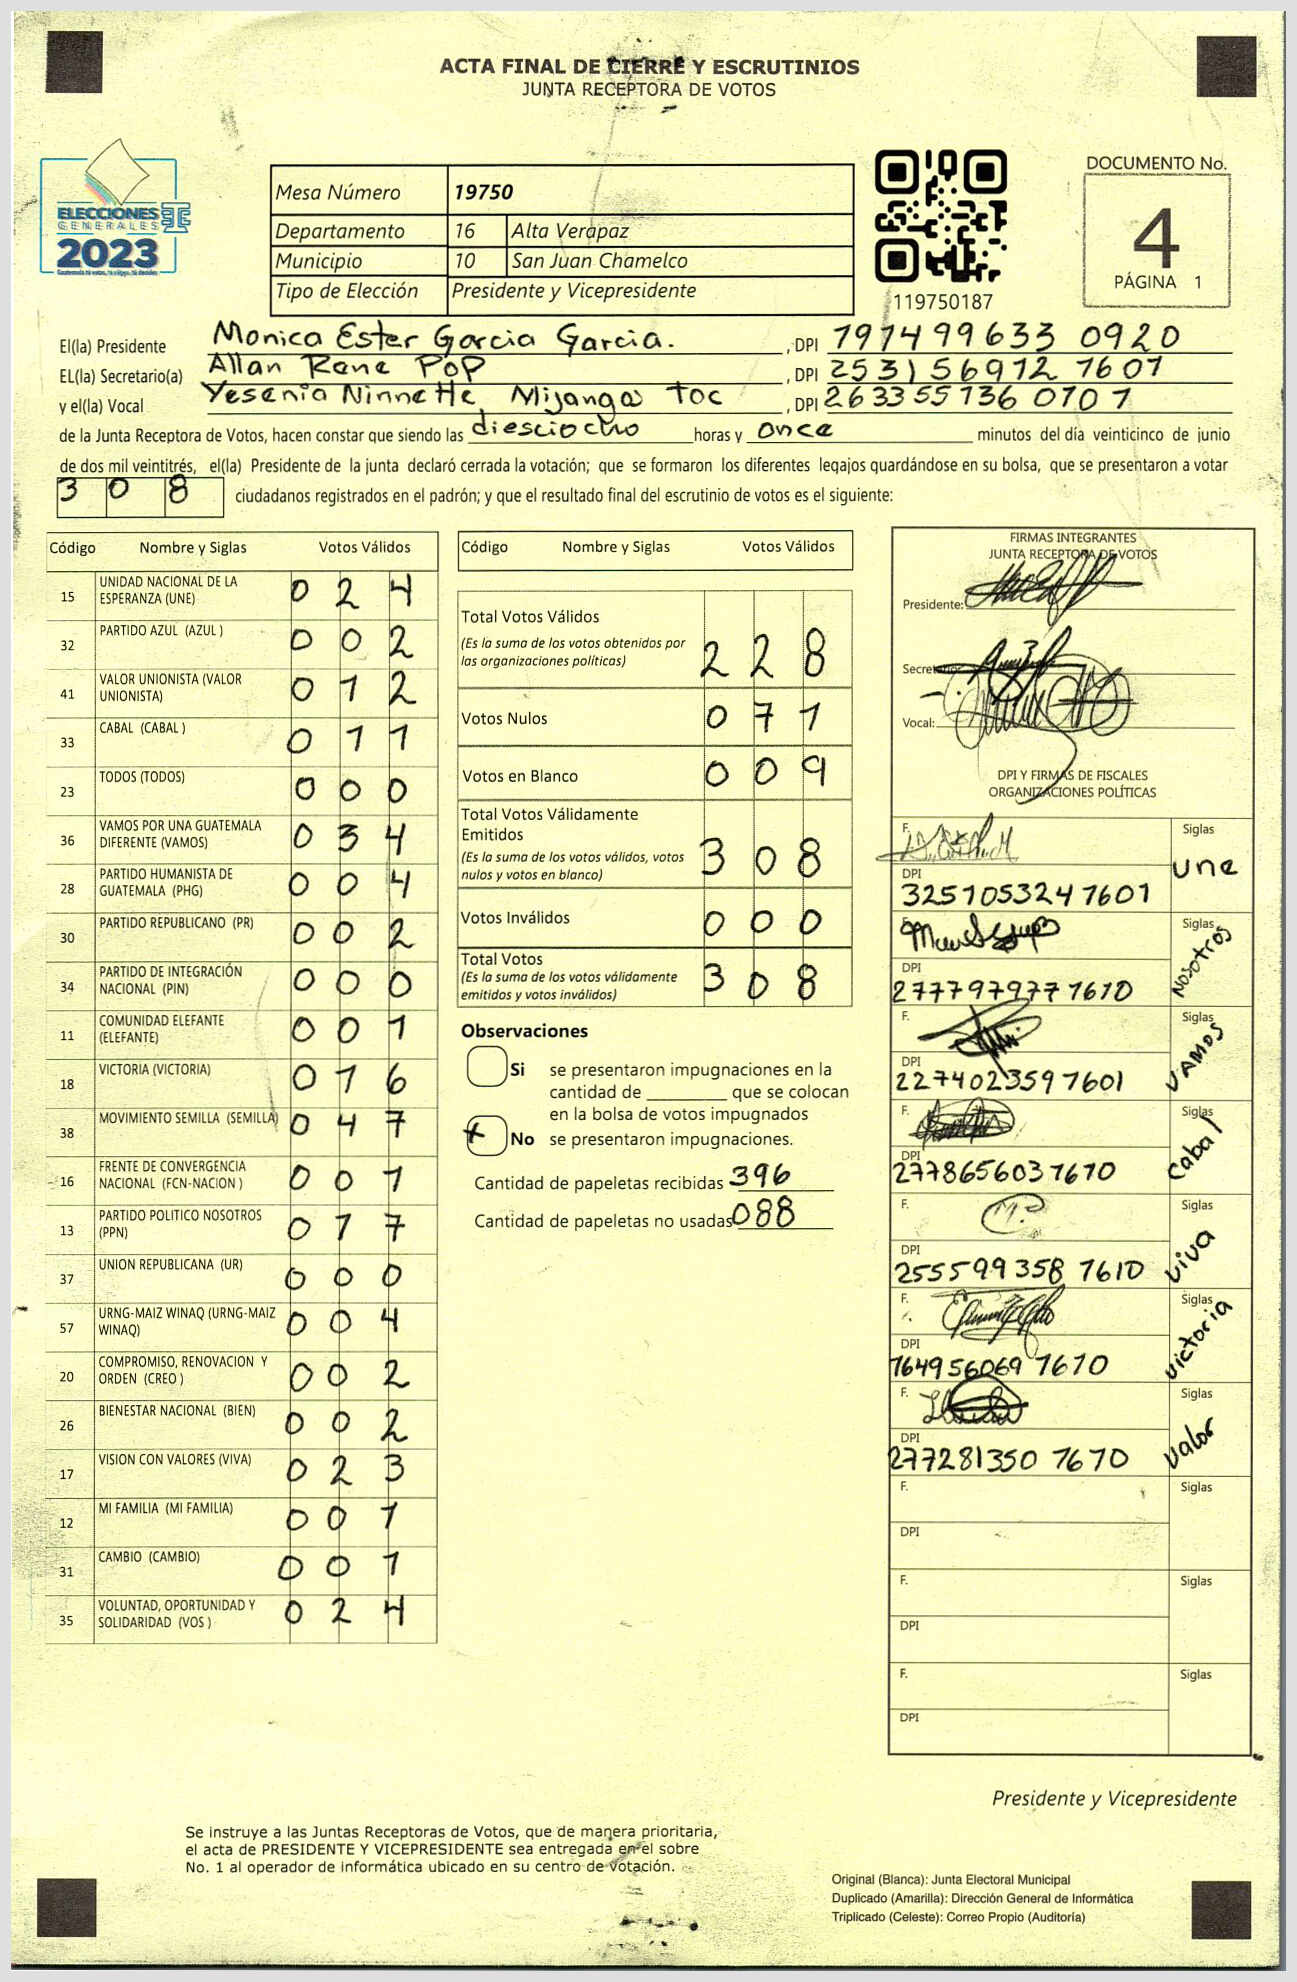 ACTA FINAL DE CIERRE Y ESCRUTINIOS
JUNTA RECEPTORA DE VOTOS
ELECCIONES
GENERALES
2023
Mesa Número 19750
Departamento 16 Alta Verapaz
Municipio 10 San Juan Chamelco
Tipo de Elección Presidente y Vicepresidente
119750187
DOCUMENTO No.
4
PÁGINA 1
El(la) Presidente Monica Ester Garcia Garcia. , DPI 191499633 0920
EL(la) Secretario(a) Allan Rene POP , DPI 253156912 1601
y el(la) Vocal Yesenia Ninnette Mijangos Toc , DPI 263355136 0101
de la Junta Receptora de Votos, hacen constar que siendo las diesciocho horas y once minutos del día veinticinco de junio
de dos mil veintitrés, el(la) Presidente de la junta declaró cerrada la votación; que se formaron los diferentes legajos guardándose en su bolsa, que se presentaron a votar
308 ciudadanos registrados en el padrón; y que el resultado final del escrutinio de votos es el siguiente:
Código Nombre y Siglas Votos Válidos
15 UNIDAD NACIONAL DE LA ESPERANZA (UNE) 0 2 4
32 PARTIDO AZUL (AZUL ) 0 0 2
41 VALOR UNIONISTA (VALOR UNIONISTA) 0 1 2
33 CABAL (CABAL ) 0 1 1
23 TODOS (TODOS) 0 0 0
36 VAMOS POR UNA GUATEMALA DIFERENTE (VAMOS) 0 3 4
28 PARTIDO HUMANISTA DE GUATEMALA (PHG) 0 0 4
30 PARTIDO REPUBLICANO (PR) 0 0 2
34 PARTIDO DE INTEGRACIÓN NACIONAL (PIN) 0 0 0
11 COMUNIDAD ELEFANTE (ELEFANTE) 0 0 1
18 VICTORIA (VICTORIA) 0 1 6
38 MOVIMIENTO SEMILLA (SEMILLA) 0 4 7
16 FRENTE DE CONVERGENCIA NACIONAL (FCN-NACION ) 0 0 1
13 PARTIDO POLITICO NOSOTROS (PPN) 0 1 7
37 UNION REPUBLICANA (UR) 0 0 0
57 URNG-MAIZ WINAQ (URNG-MAIZ WINAQ) 0 0 4
20 COMPROMISO, RENOVACION Y ORDEN (CREO ) 0 0 2
26 BIENESTAR NACIONAL (BIEN) 0 0 2
17 VISION CON VALORES (VIVA) 0 2 3
12 MI FAMILIA (MI FAMILIA) 0 0 1
31 CAMBIO (CAMBIO) 0 0 1
35 VOLUNTAD, OPORTUNIDAD Y SOLIDARIDAD (VOS ) 0 2 4
Código Nombre y Siglas Votos Válidos
Total Votos Válidos
(Es la suma de los votos obtenidos por
las organizaciones políticas) 2 2 8
Votos Nulos 0 7 1
Votos en Blanco 0 0 9
Total Votos Válidamente
Emitidos
(Es la suma de los votos válidos, votos
nulos y votos en blanco) 3 0 8
Votos Inválidos 0 0 0
Total Votos
(Es la suma de los votos válidamente
emitidos y votos inválidos) 3 0 8
Observaciones
Si se presentaron impugnaciones en la
cantidad de que se colocan
en la bolsa de votos impugnados
x No se presentaron impugnaciones.
Cantidad de papeletas recibidas 396
Cantidad de papeletas no usadas 088
FIRMAS INTEGRANTES
JUNTA RECEPTORA DE VOTOS
Presidente:
Secretario:
Vocal:
DPI Y FIRMAS DE FISCALES
ORGANIZACIONES POLÍTICAS
F. Siglas
DPI une
3251053241601
F. Siglas
DPI Nosotros
277797977 1610
F. Siglas
DPI VAMOS
2274023591601
F. Siglas
DPI Cabal
2778656031610
F. Siglas
DPI viva
255599358 1610
F. Siglas
DPI victoria
164956069 1610
F. Siglas
DPI valor
277281350 1610
F. Siglas
DPI
F. Siglas
DPI
F. Siglas
DPI
Presidente y Vicepresidente
Se instruye a las Juntas Receptoras de Votos, que de manera prioritaria,
el acta de PRESIDENTE Y VICEPRESIDENTE sea entregada en el sobre
No. 1 al operador de informática ubicado en su centro de votación.
Original (Blanca): Junta Electoral Municipal
Duplicado (Amarilla): Dirección General de Informática
Triplicado (Celeste): Correo Propio (Auditoría)